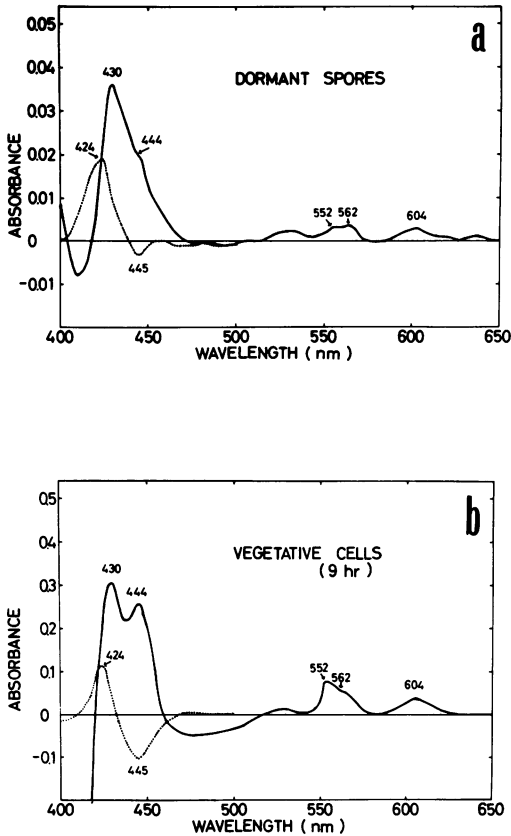 a
0.05
0.04
0.03
0.02
0.01
0
-0.01
ABSORBANCE
DORMANT SPORES
430
444
424
445
552 562
604
400 450 500 550 600 650
WAVELENGTH ( nm )
b
0.5
0.4
0.3
0.2
0.1
0
-0.1
ABSORBANCE
VEGETATIVE CELLS
( 9 hr )
430
444
424
445
552
562
604
400 450 500 550 600 650
WAVELENGTH ( nm )